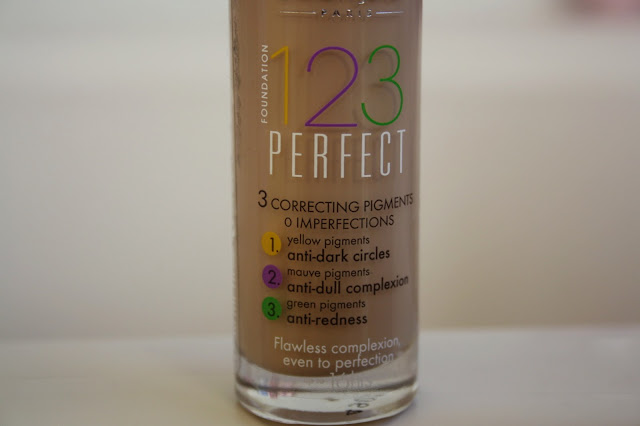 PARIS
FOUNDATION
123
PERFECT
3 CORRECTING PIGMENTS
0 IMPERFECTIONS
1. yellow pigments
anti-dark circles
2. mauve pigments
anti-dull complexion
3. green pigments
anti-redness
Flawless complexion,
even to perfection